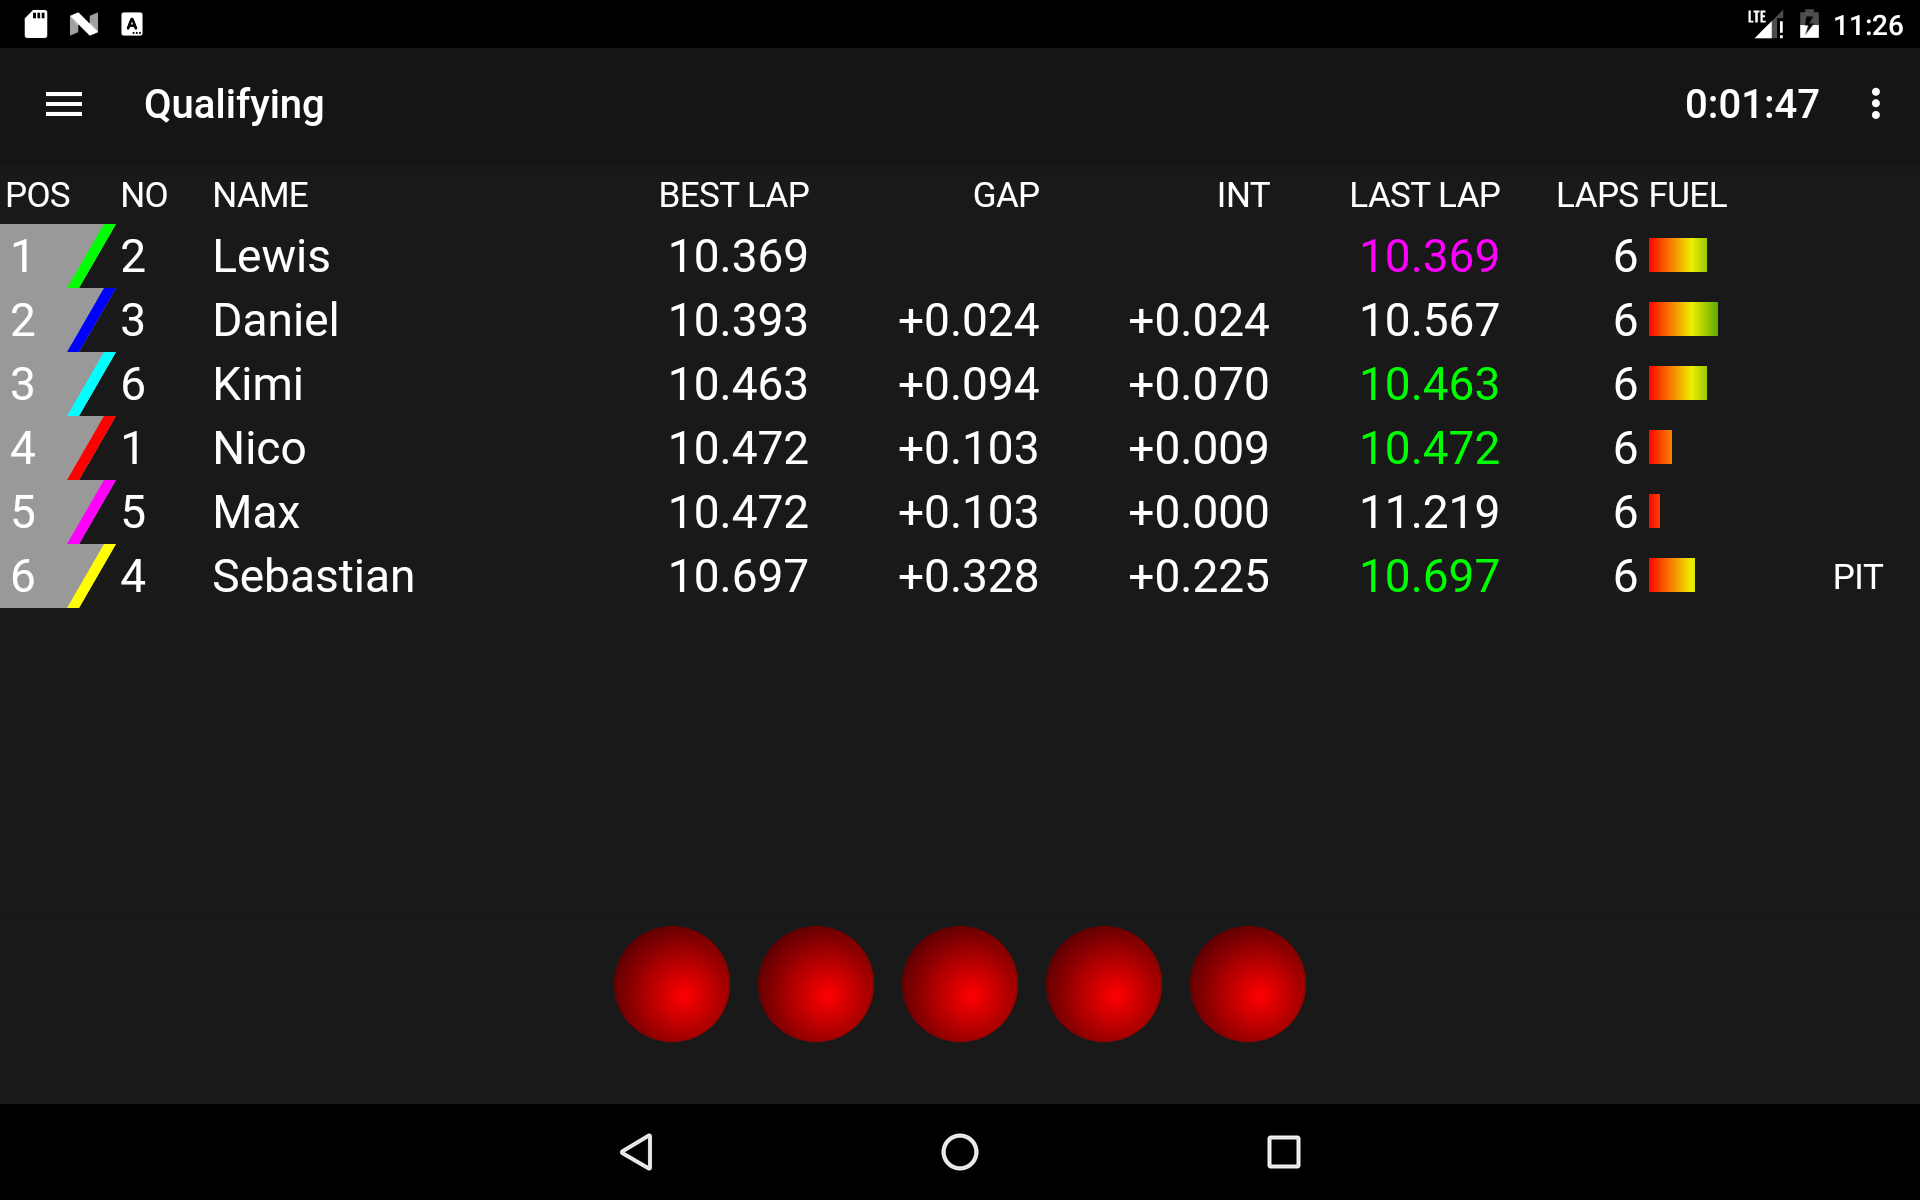 LTE 11:26
Qualifying 0:01:47
POS NO NAME BEST LAP GAP INT LAST LAP LAPS FUEL
1 2 Lewis 10.369 10.369 6
2 3 Daniel 10.393 +0.024 +0.024 10.567 6
3 6 Kimi 10.463 +0.094 +0.070 10.463 6
4 1 Nico 10.472 +0.103 +0.009 10.472 6
5 5 Max 10.472 +0.103 +0.000 11.219 6
6 4 Sebastian 10.697 +0.328 +0.225 10.697 6 PIT